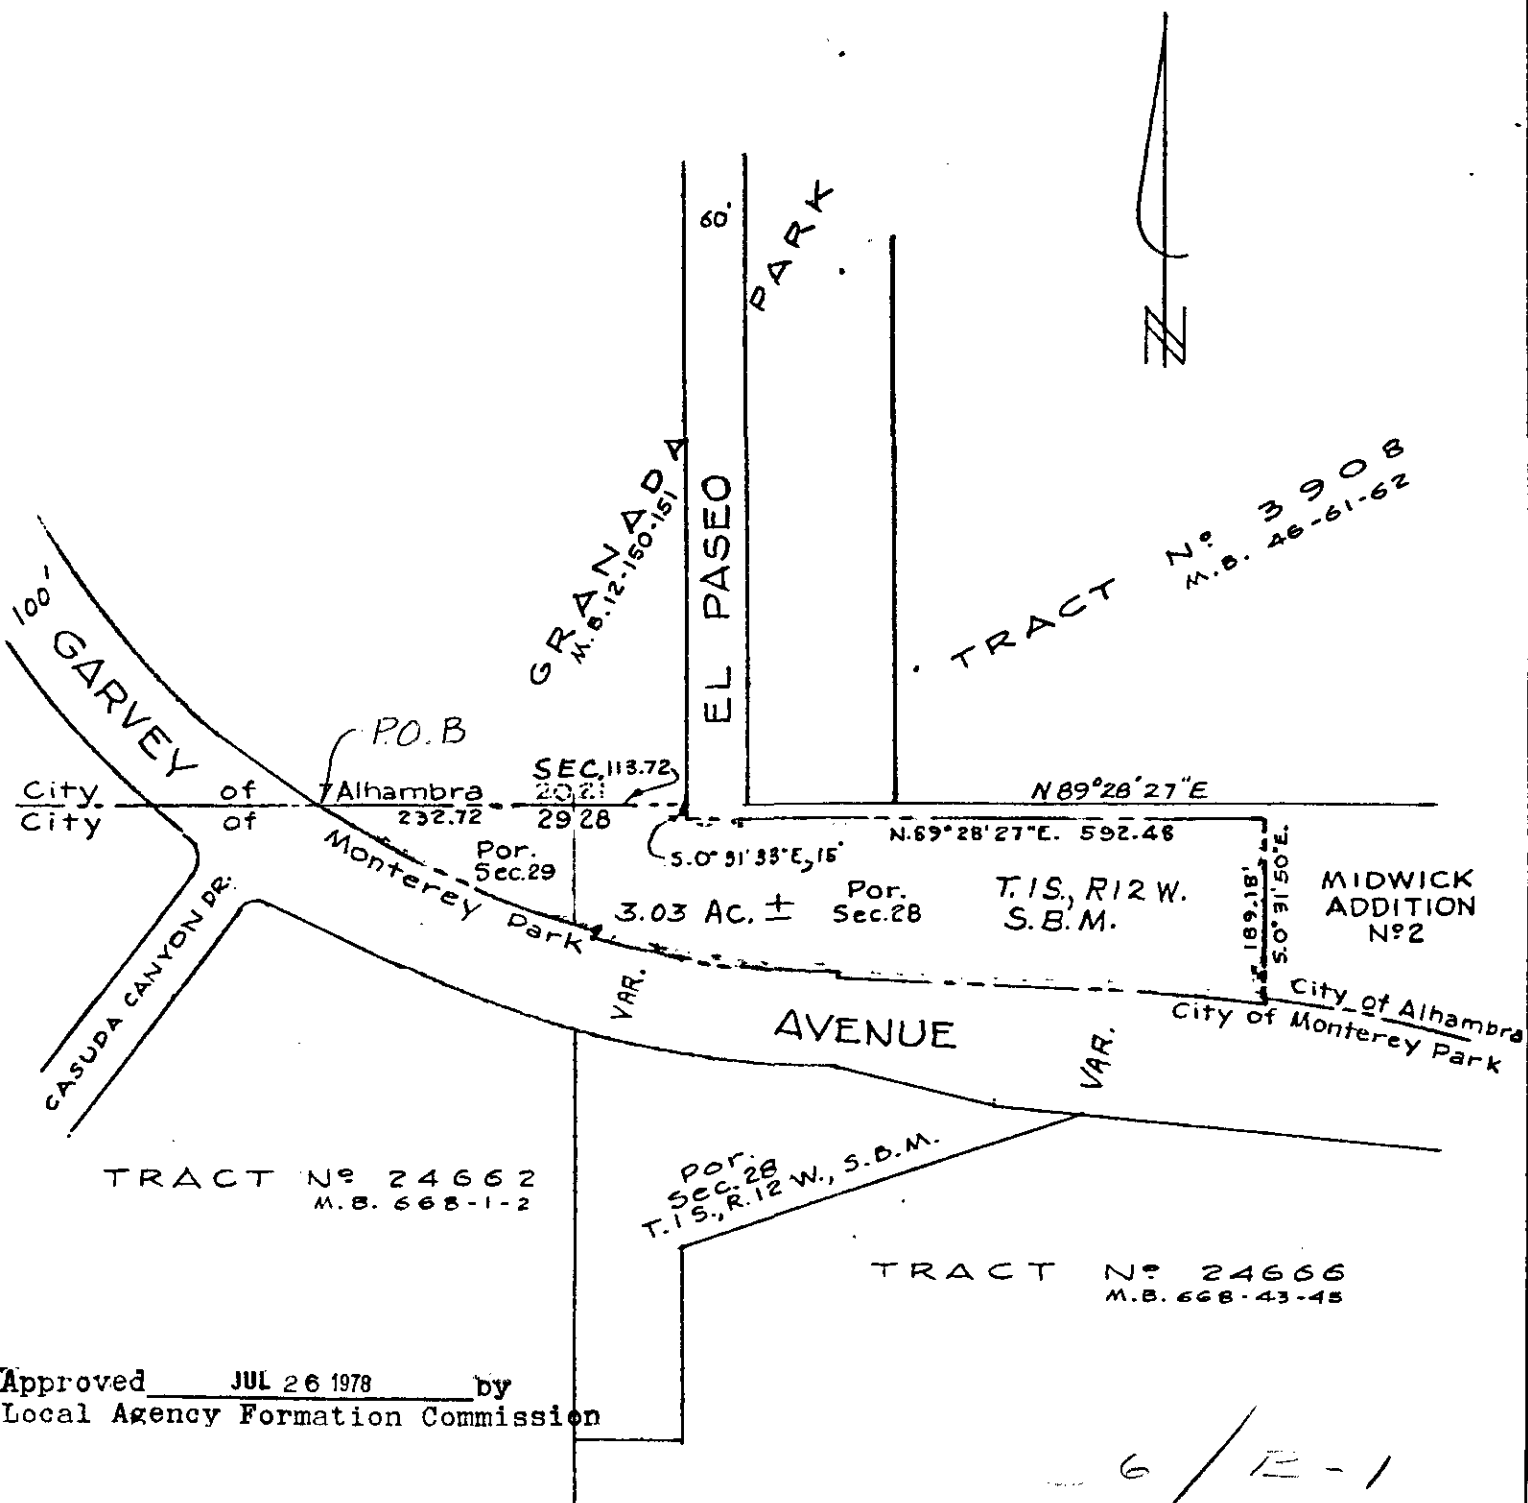 60'
PARK
N
GRANADA
M.B. 12-150-151
EL PASEO
TRACT Nº 3908
M.B. 46-61-62
100'
GARVEY
P.O.B
City of Alhambra
City of Monterey Park
232.72
SEC. 113.72
20 21
29 28
Por.
Sec. 29
S.0° 31' 33"E, 15'
N 89°28'27"E
N.89°28'27"E. 592.48
3.03 AC. ±
Por.
Sec. 28
T.1S., R12 W.
S.B.M.
189.18'
S.0° 31' 50"E.
MIDWICK
ADDITION
Nº 2
City of Alhambra
City of Monterey Park
CASUDA CANYON DR.
VAR.
AVENUE
VAR.
TRACT Nº 24662
M.B. 668-1-2
Por.
Sec. 28
T.1S., R.12 W., S.B.M.
TRACT Nº 24666
M.B. 668-43-45
Approved JUL 26 1978 by
Local Agency Formation Commission
6 / E-1